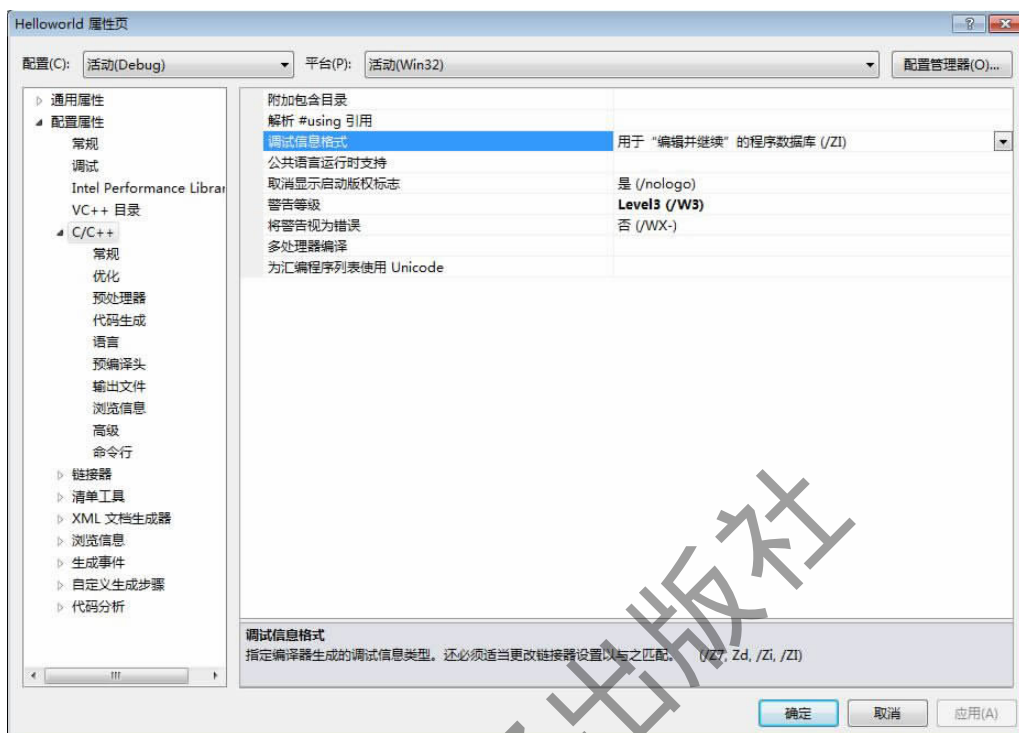 Helloworld 属性页
配置(C): 活动(Debug) 平台(P): 活动(Win32) 配置管理器(O)...
通用属性
配置属性
常规
调试
Intel Performance Librar
VC++ 目录
C/C++
常规
优化
预处理器
代码生成
语言
预编译头
输出文件
浏览信息
高级
命令行
链接器
清单工具
XML 文档生成器
浏览信息
生成事件
自定义生成步骤
代码分析
附加包含目录
解析 #using 引用
调试信息格式 用于“编辑并继续”的程序数据库 (/ZI)
公共语言运行时支持
取消显示启动版权标志 是 (/nologo)
警告等级 Level3 (/W3)
将警告视为错误 否 (/WX-)
多处理器编译
为汇编程序列表使用 Unicode
调试信息格式
指定编译器生成的调试信息类型。还必须适当更改链接器设置以与之匹配。 (/Z7, Zd, /Zi, /ZI)
确定 取消 应用(A)
出版社